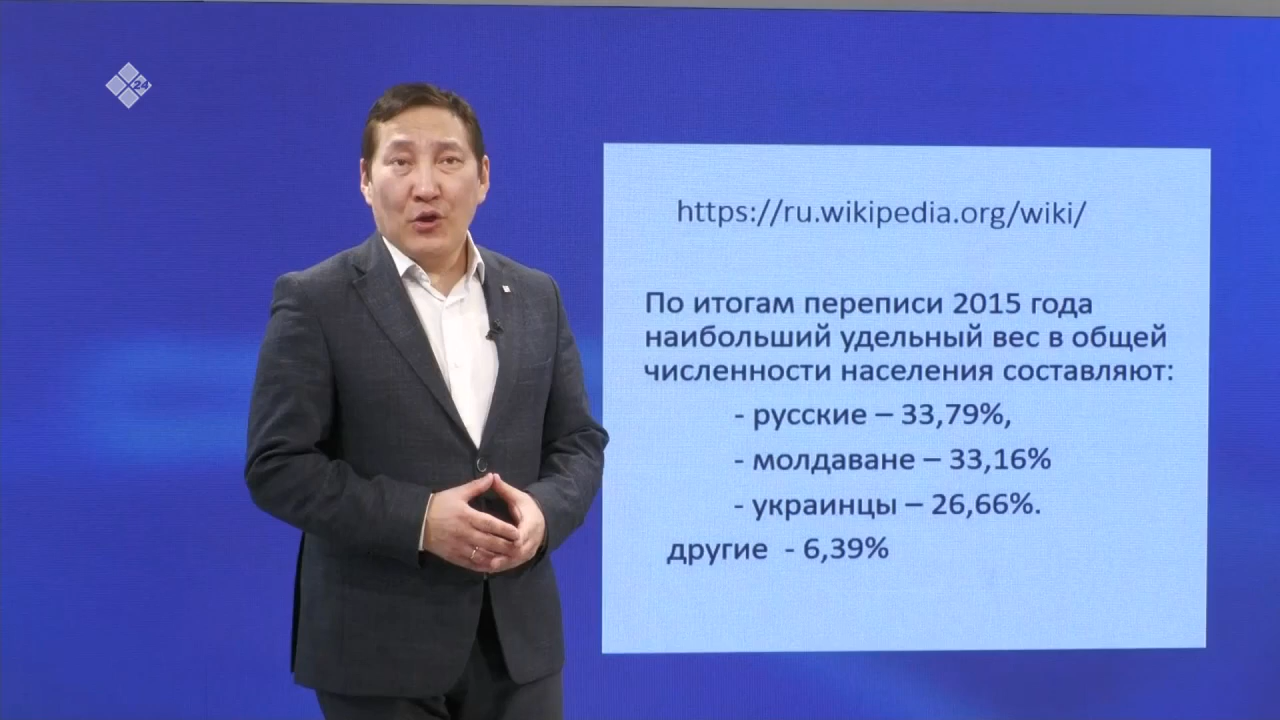 24
https://ru.wikipedia.org/wiki/
По итогам переписи 2015 года
наибольший удельный вес в общей
численности населения составляют:
- русские – 33,79%,
- молдаване – 33,16%
- украинцы – 26,66%.
другие - 6,39%